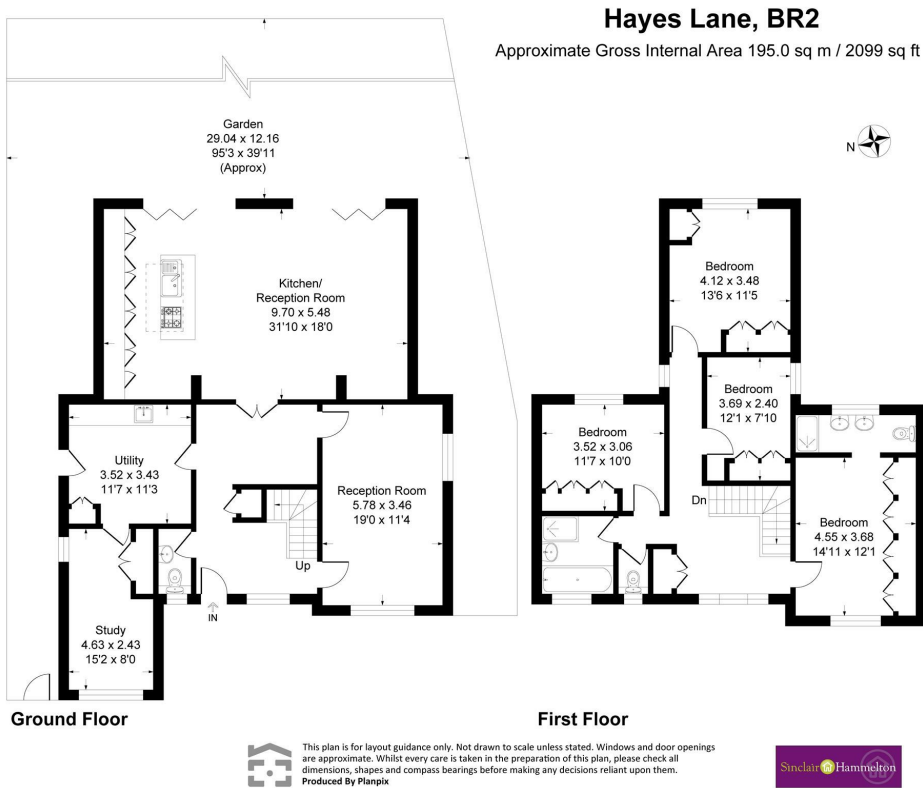 Hayes Lane, BR2
Approximate Gross Internal Area 195.0 sq m / 2099 sq ft
N
Garden
29.04 x 12.16
95'3 x 39'11
(Approx)
Kitchen/
Reception Room
9.70 x 5.48
31'10 x 18'0
Utility
3.52 x 3.43
11'7 x 11'3
Reception Room
5.78 x 3.46
19'0 x 11'4
Up
IN
Study
4.63 x 2.43
15'2 x 8'0
Ground Floor
Bedroom
4.12 x 3.48
13'6 x 11'5
Bedroom
3.69 x 2.40
12'1 x 7'10
Bedroom
3.52 x 3.06
11'7 x 10'0
Dn
Bedroom
4.55 x 3.68
14'11 x 12'1
First Floor
This plan is for layout guidance only. Not drawn to scale unless stated. Windows and door openings
are approximate. Whilst every care is taken in the preparation of this plan, please check all
dimensions, shapes and compass bearings before making any decisions reliant upon them.
Produced By Planpix
Sinclair Hammelton